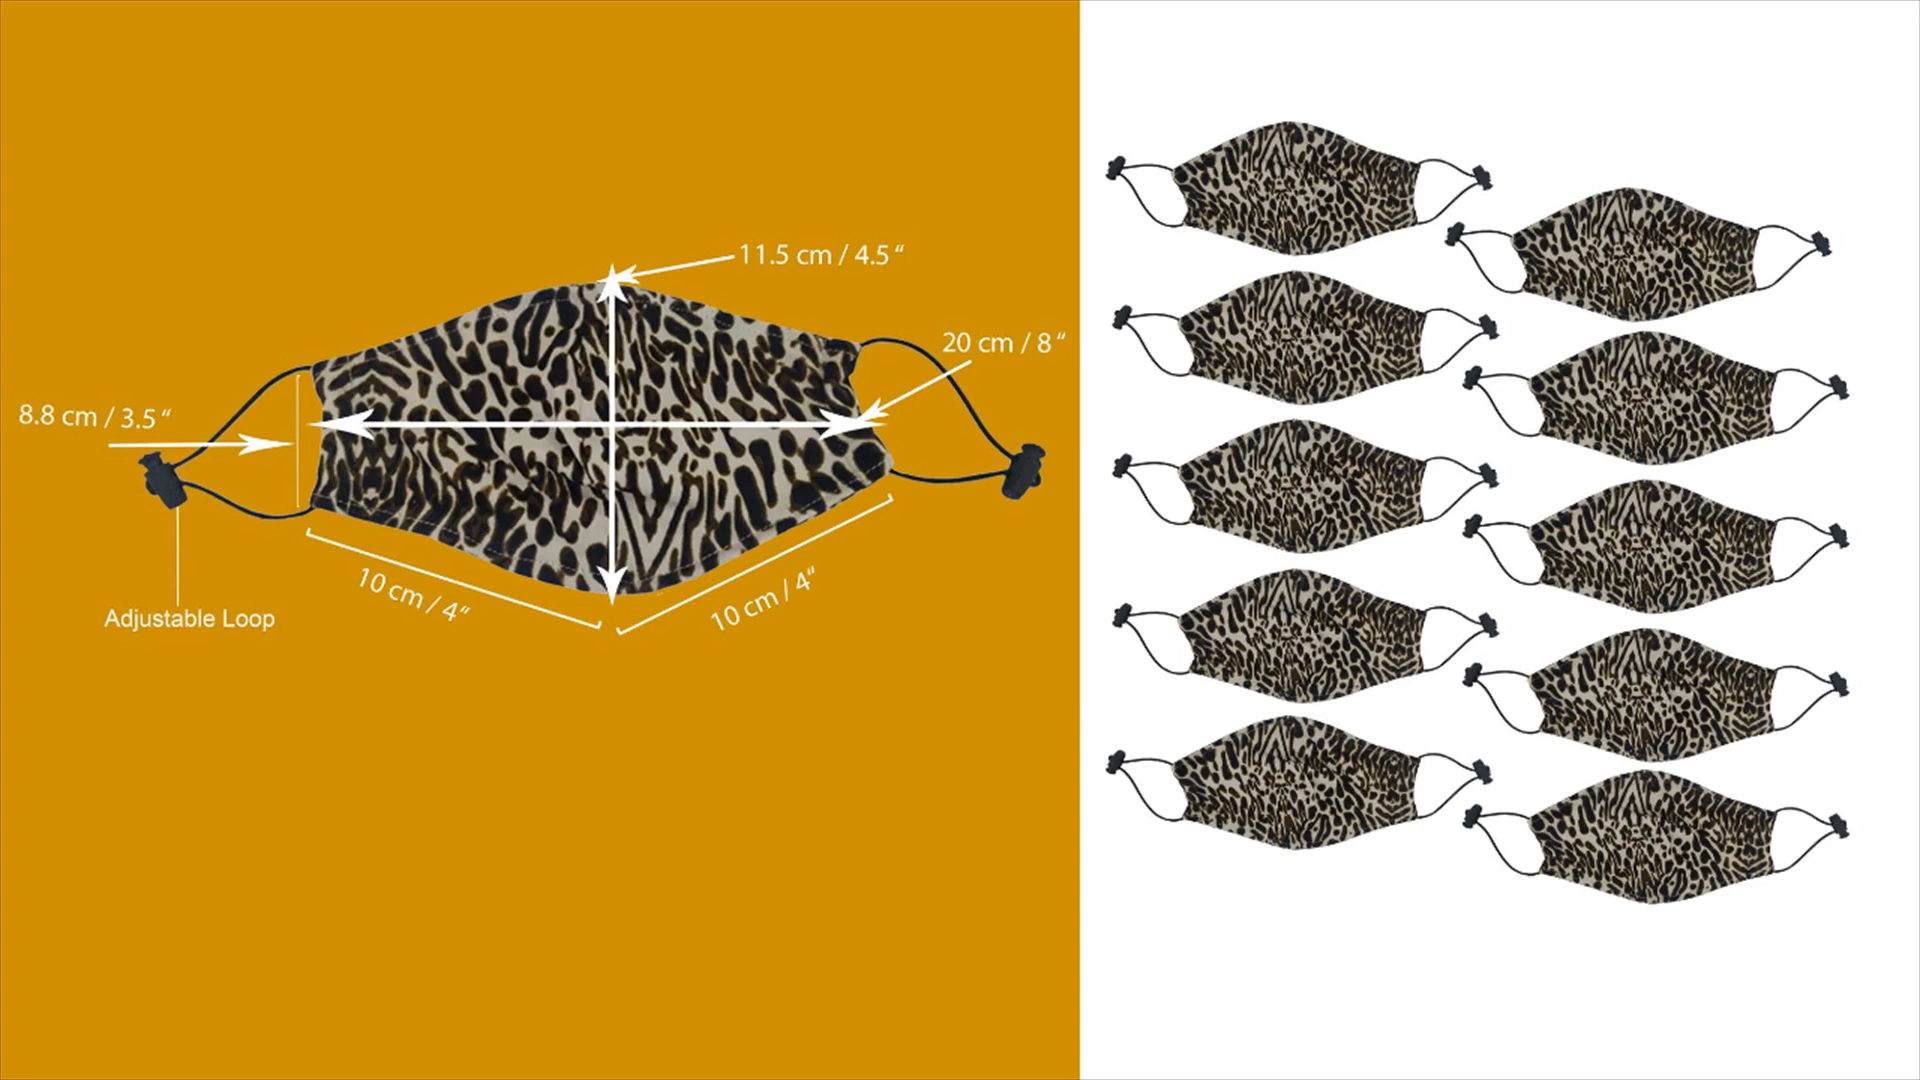 11.5 cm / 4.5“
20 cm / 8“
8.8 cm / 3.5“
10 cm / 4“
10 cm / 4“
Adjustable Loop